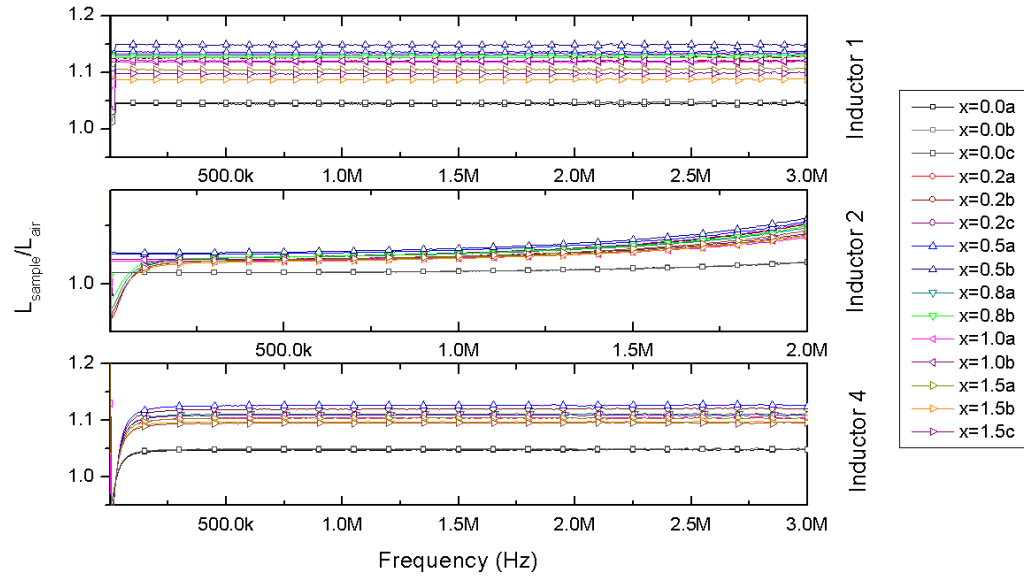 1.2
1.1
1.0
500.0k 1.0M 1.5M 2.0M 2.5M 3.0M
Inductor 1
1.0
500.0k 1.0M 1.5M 2.0M
Inductor 2
1.2
1.1
1.0
500.0k 1.0M 1.5M 2.0M 2.5M 3.0M
Inductor 4
Lsample/Lair
Frequency (Hz)
x=0.0a
x=0.0b
x=0.0c
x=0.2a
x=0.2b
x=0.2c
x=0.5a
x=0.5b
x=0.8a
x=0.8b
x=1.0a
x=1.0b
x=1.5a
x=1.5b
x=1.5c